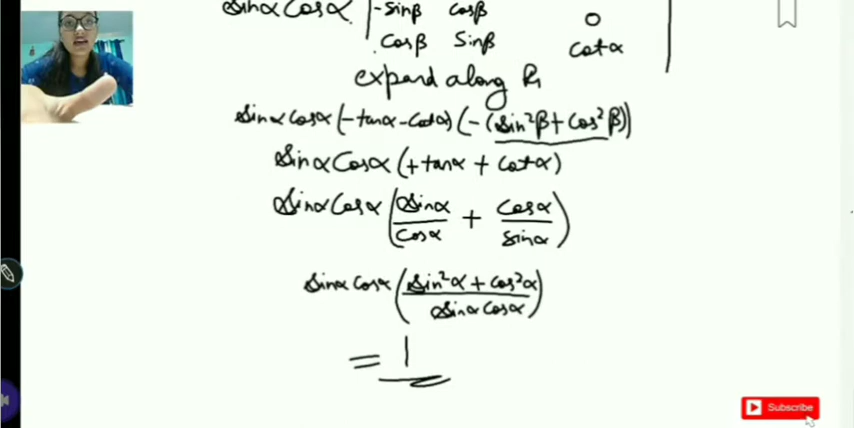 sinα cosα | -sinβ cosβ 0 |
cosβ sinβ cotα
expand along R₁
sinα cosα (-tanα - cotα) (-(sin²β + cos²β))
sinα cosα (+tanα + cotα)
sinα cosα (sinα/cosα + cosα/sinα)
sinα cosα (sin²α + cos²α / sinα cosα)
= 1
Subscribe